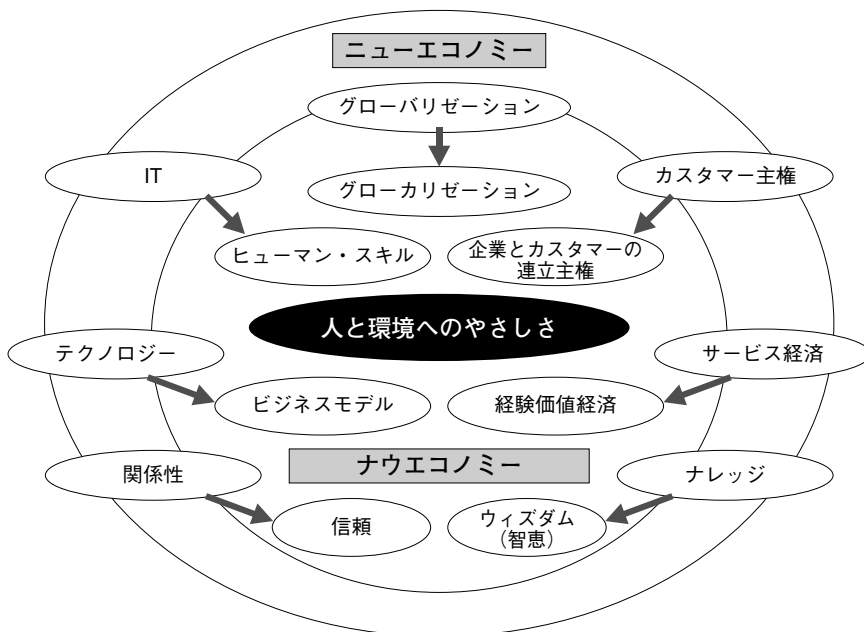 ニューエコノミー
グローバリゼーション
IT
カスタマー主権
グローカリゼーション
ヒューマン・スキル
企業とカスタマーの
連立主権
人と環境へのやさしさ
テクノロジー
サービス経済
ビジネスモデル
経験価値経済
ナウエコノミー
関係性
ナレッジ
信頼
ウィズダム
（智恵）